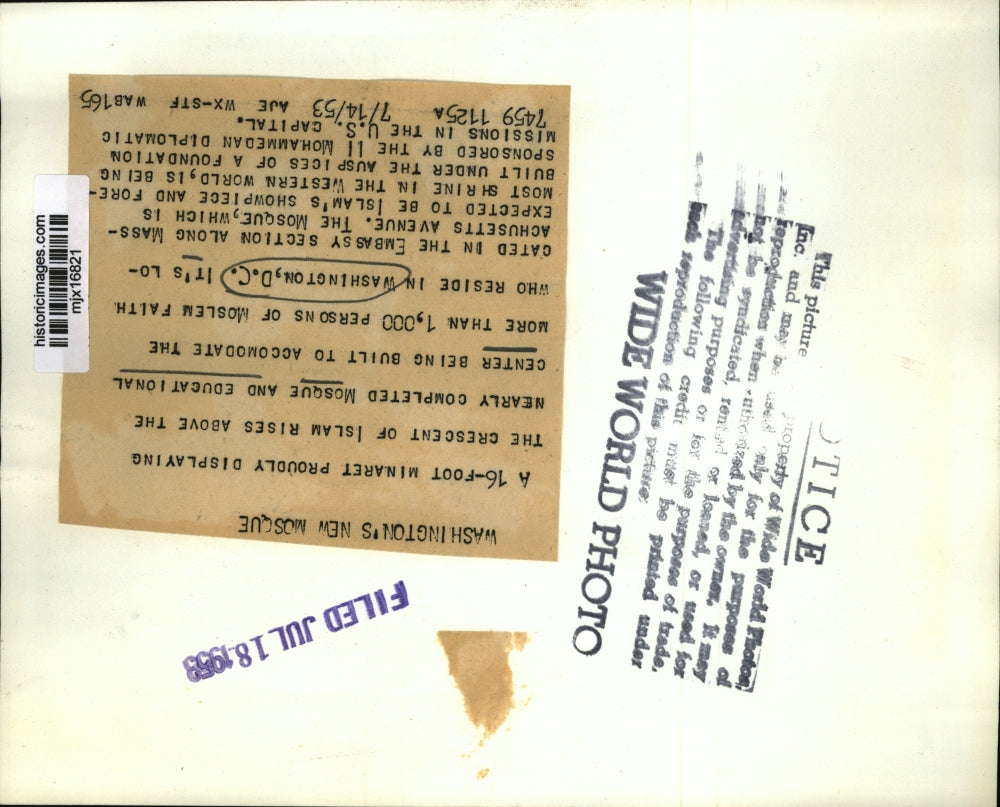 WASHINGTON'S NEW MOSQUE
A 16-FOOT MINARET PROUDLY DISPLAYING
THE CRESCENT OF ISLAM RISES ABOVE THE
NEARLY COMPLETED MOSQUE AND EDUCATIONAL
CENTER BEING BUILT TO ACCOMODATE THE
MORE THAN 1,000 PERSONS OF MOSLEM FAITH
WHO RESIDE IN WASHINGTON, D.C. IT'S LO-
CATED IN THE EMBASSY SECTION ALONG MASS-
ACHUSETTS AVENUE. THE MOSQUE, WHICH IS
EXPECTED TO BE ISLAM'S SHOWPIECE AND FORE-
MOST SHRINE IN THE WESTERN WORLD, IS BEING
BUILT UNDER THE AUSPICES OF A FOUNDATION
SPONSORED BY THE 11 MOHAMMEDAN DIPLOMATIC
MISSIONS IN THE U.S. CAPITAL.
7459 1125A 7/14/53 AJE WX-STF WAB165
historicimages.com
mjx16821
FILED JUL 18 1953
OTICE
This picture property of Wide World Photos,
Inc. and may be used only for the purposes of
reproduction when authorized by the owner. It may
not be syndicated, rented or loaned, or used for
advertising purposes or for the purposes of trade.
The following credit must be printed under
each reproduction of this picture:
WIDE WORLD PHOTO